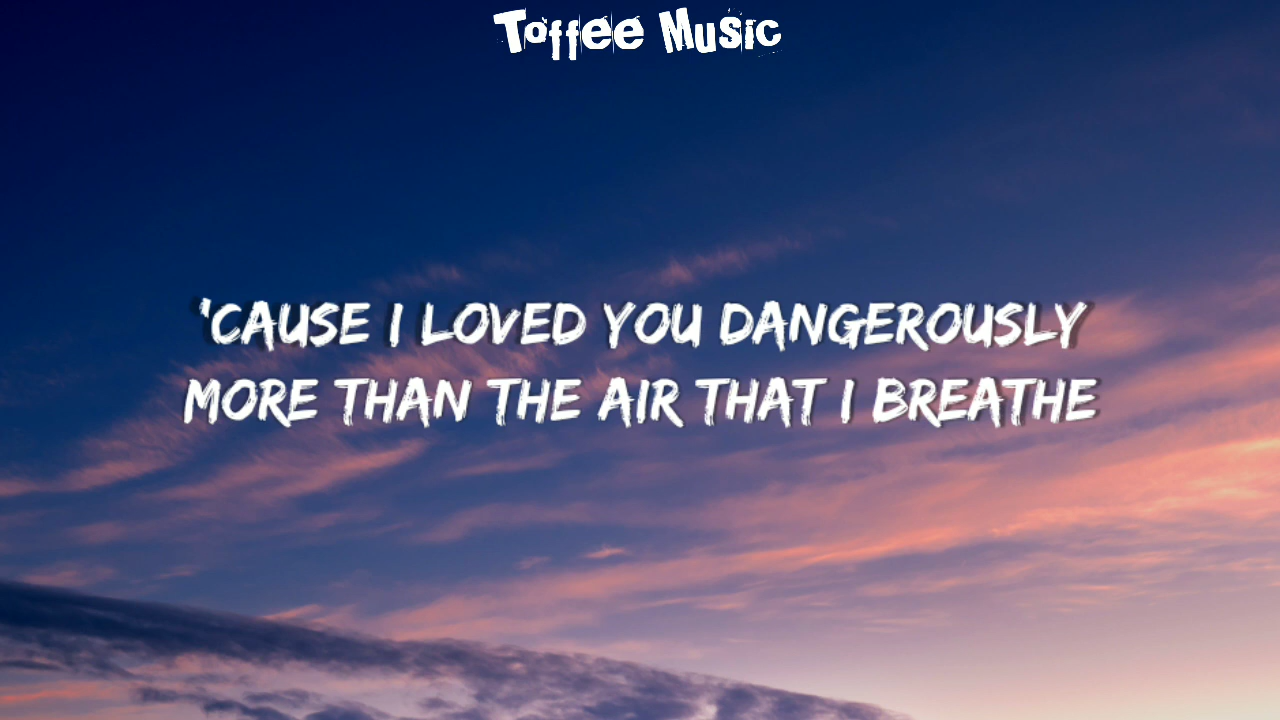 Toffee Music
'CAUSE I LOVED YOU DANGEROUSLY
MORE THAN THE AIR THAT I BREATHE